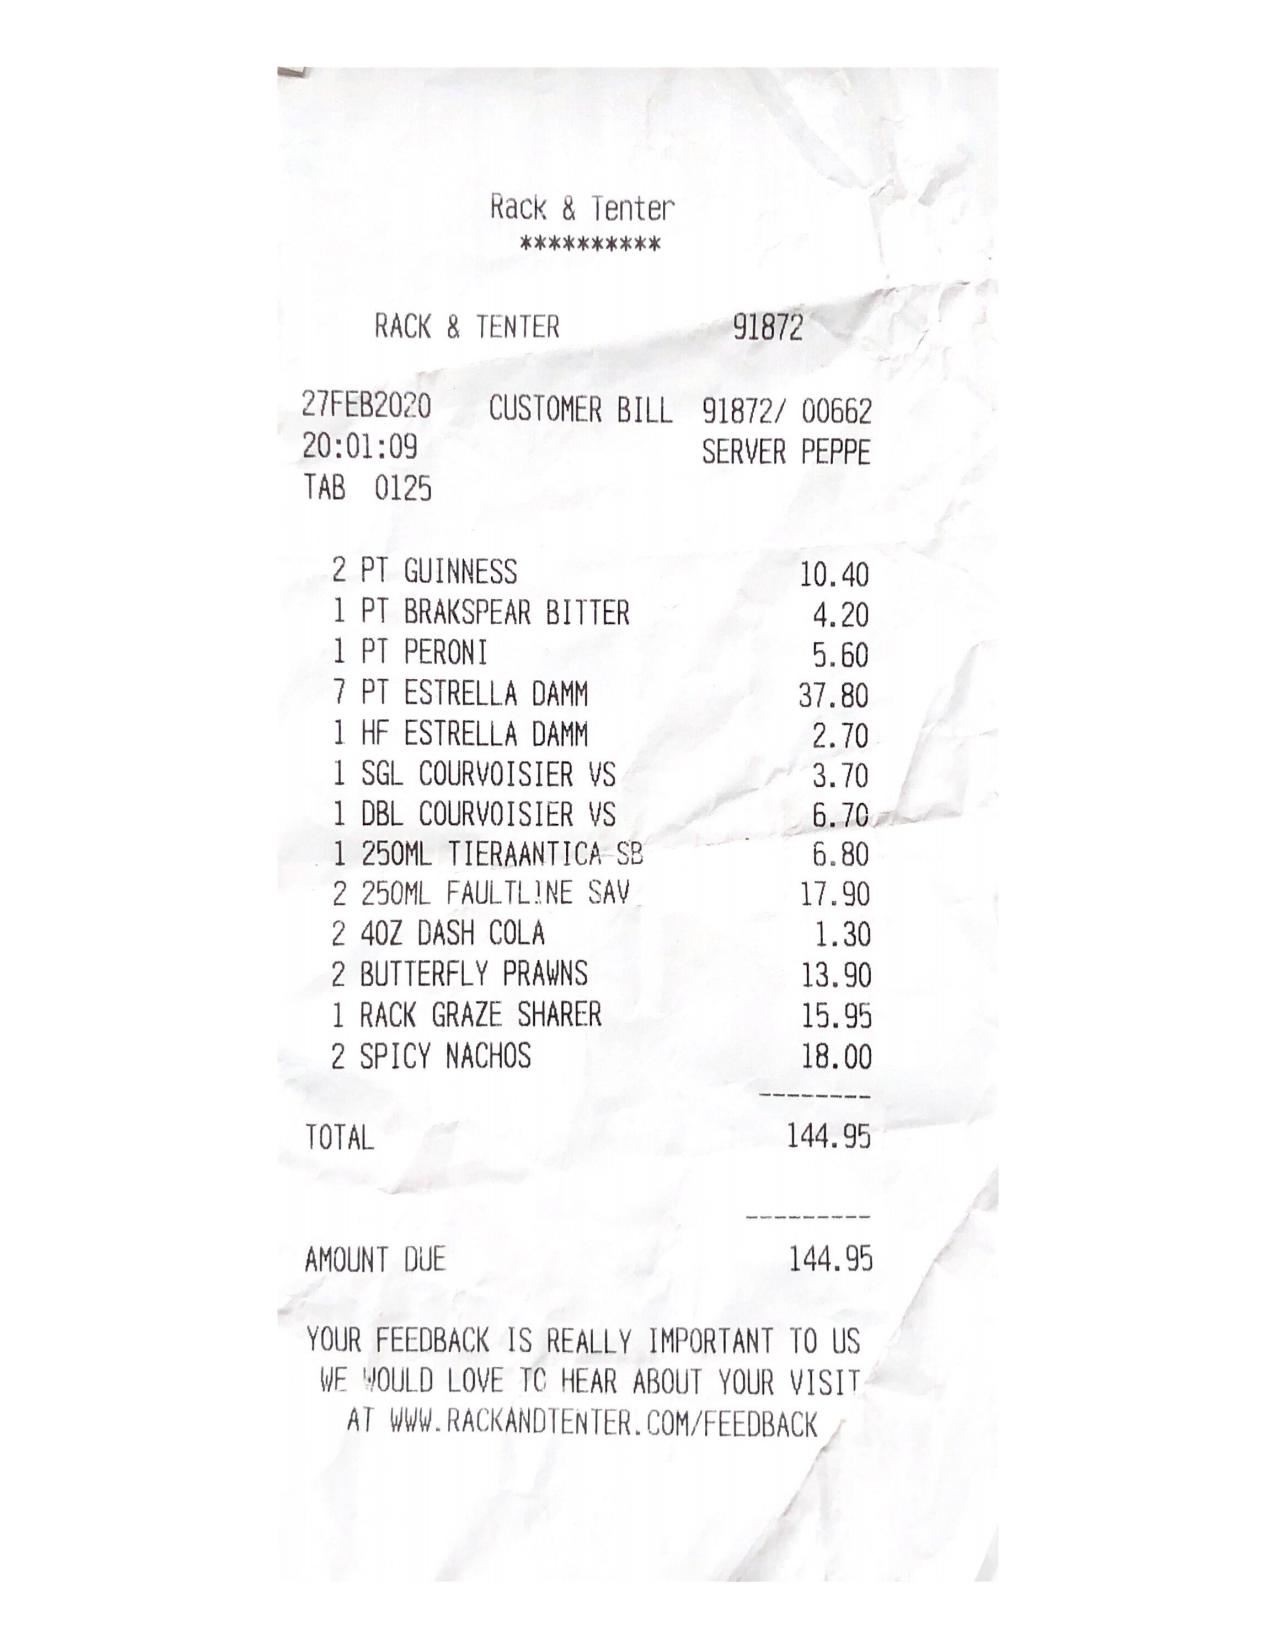 Rack & Tenter
**********
RACK & TENTER 91872
27FEB2020 CUSTOMER BILL 91872/ 00662
20:01:09 SERVER PEPPE
TAB 0125
2 PT GUINNESS 10.40
1 PT BRAKSPEAR BITTER 4.20
1 PT PERONI 5.60
7 PT ESTRELLA DAMM 37.80
1 HF ESTRELLA DAMM 2.70
1 SGL COURVOISIER VS 3.70
1 DBL COURVOISIER VS 6.70
1 250ML TIERAANTICA SB 6.80
2 250ML FAULTLINE SAV 17.90
2 4OZ DASH COLA 1.30
2 BUTTERFLY PRAWNS 13.90
1 RACK GRAZE SHARER 15.95
2 SPICY NACHOS 18.00
--------
TOTAL 144.95
---------
AMOUNT DUE 144.95
YOUR FEEDBACK IS REALLY IMPORTANT TO US
WE WOULD LOVE TO HEAR ABOUT YOUR VISIT
AT WWW.RACKANDTENTER.COM/FEEDBACK